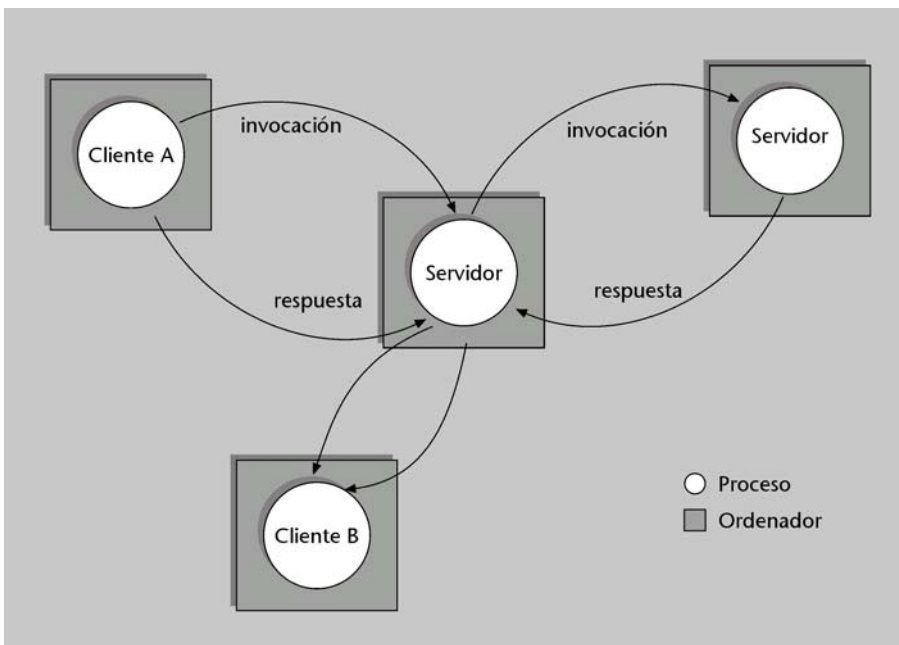 Cliente A
invocación
invocación
Servidor
Servidor
respuesta
respuesta
Cliente B
Proceso
Ordenador